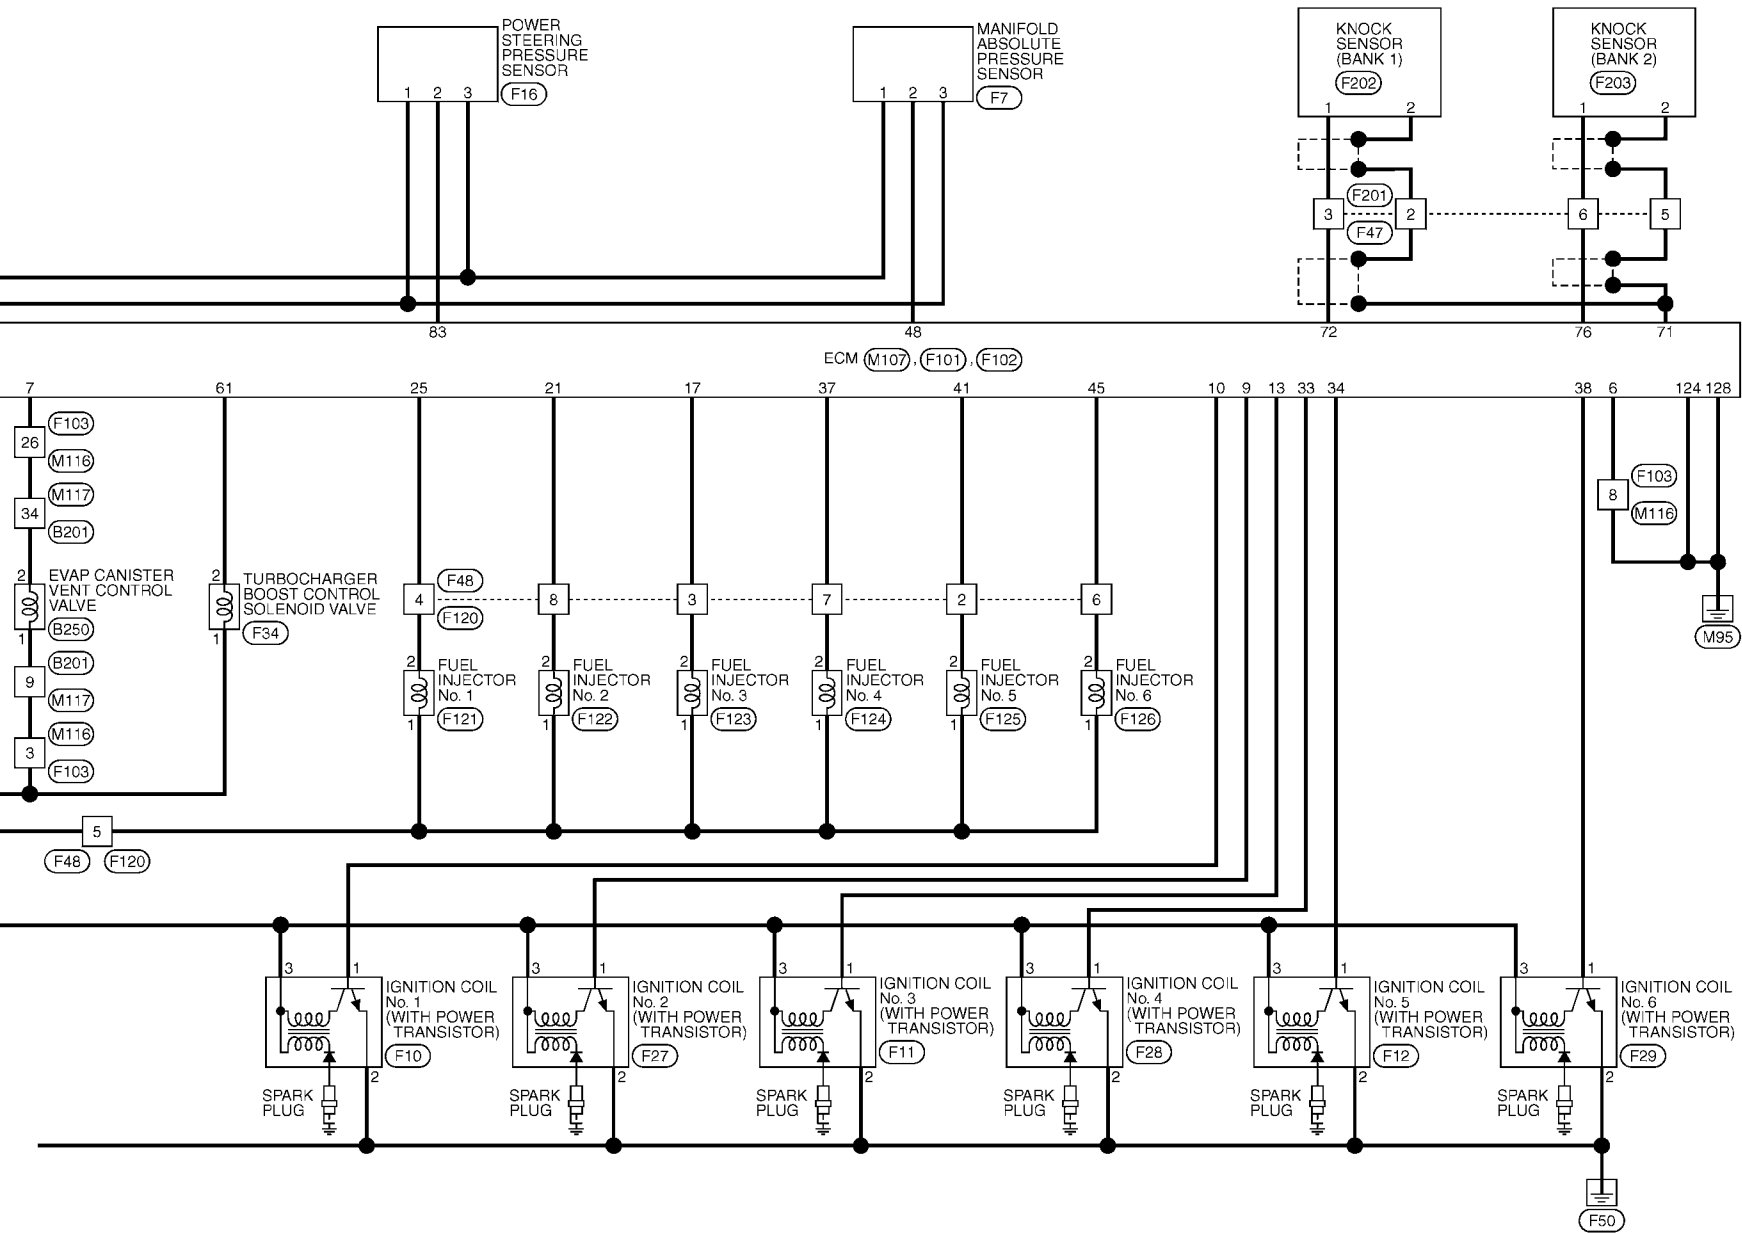 POWER
STEERING
PRESSURE
SENSOR
F16
1 2 3
MANIFOLD
ABSOLUTE
PRESSURE
SENSOR
F7
1 2 3
KNOCK
SENSOR
(BANK 1)
F202
1 2
KNOCK
SENSOR
(BANK 2)
F203
1 2
F201
3 2 6 5
F47
83 48 72 76 71
ECM M107, F101, F102
7 61 25 21 17 37 41 45 10 9 13 33 34 38 6 124 128
F103
26
M116
M117
34
B201
2
EVAP CANISTER
VENT CONTROL
VALVE
B250
1
B201
9
M117
M116
3
F103
2
TURBOCHARGER
BOOST CONTROL
SOLENOID VALVE
F34
1
F48
4 8 3 7 2 6
F120
2
FUEL
INJECTOR
No. 1
F121
1
2
FUEL
INJECTOR
No. 2
F122
1
2
FUEL
INJECTOR
No. 3
F123
1
2
FUEL
INJECTOR
No. 4
F124
1
2
FUEL
INJECTOR
No. 5
F125
1
2
FUEL
INJECTOR
No. 6
F126
1
F103
8
M116
M95
5
F48 F120
3 1
IGNITION COIL
No. 1
(WITH POWER
TRANSISTOR)
F10
2
SPARK
PLUG
3 1
IGNITION COIL
No. 2
(WITH POWER
TRANSISTOR)
F27
2
SPARK
PLUG
3 1
IGNITION COIL
No. 3
(WITH POWER
TRANSISTOR)
F11
2
SPARK
PLUG
3 1
IGNITION COIL
No. 4
(WITH POWER
TRANSISTOR)
F28
2
SPARK
PLUG
3 1
IGNITION COIL
No. 5
(WITH POWER
TRANSISTOR)
F12
2
SPARK
PLUG
3 1
IGNITION COIL
No. 6
(WITH POWER
TRANSISTOR)
F29
2
SPARK
PLUG
F50